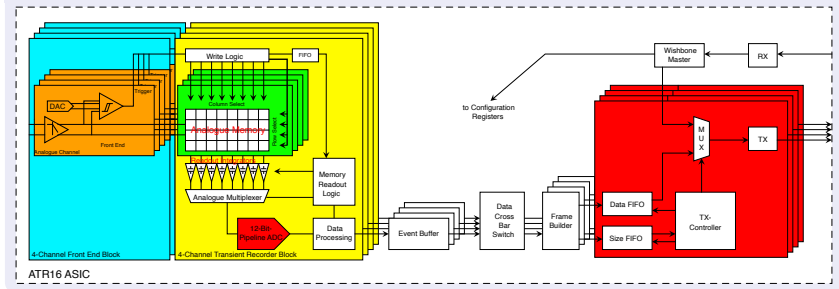 Write Logic
FIFO
Wishbone
Master
RX
Trigger
DAC
Column Select
to Configuration
Registers
Analogue Memory
Row Select
M
U
X
TX
Front End
Analogue Channel
Readout Integrators
Memory
Readout
Logic
Analogue Multiplexer
Data
Cross
Bar
Switch
Frame
Builder
Data FIFO
TX-
Controller
12-Bit-
Pipeline ADC
Data
Processing
Event Buffer
Size FIFO
4-Channel Front End Block
4-Channel Transient Recorder Block
ATR16 ASIC